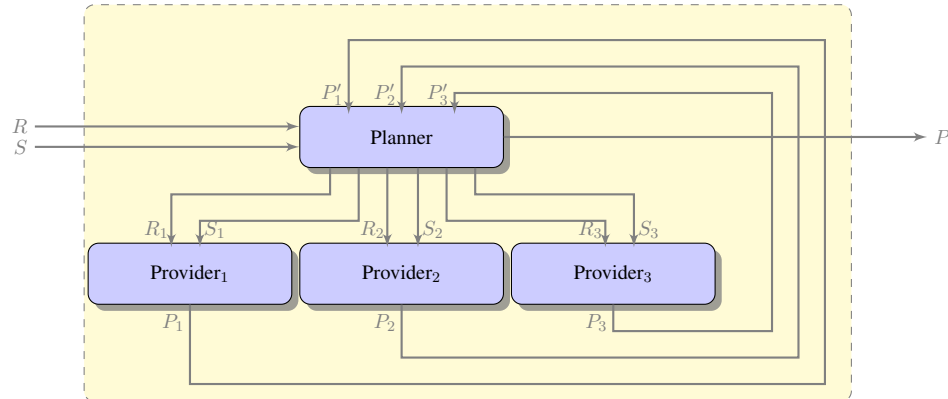 P′₁ P′₂ P′₃
R
Planner
P
S
R₁ S₁ R₂ S₂ R₃ S₃
Provider₁ Provider₂ Provider₃
P₁ P₂ P₃